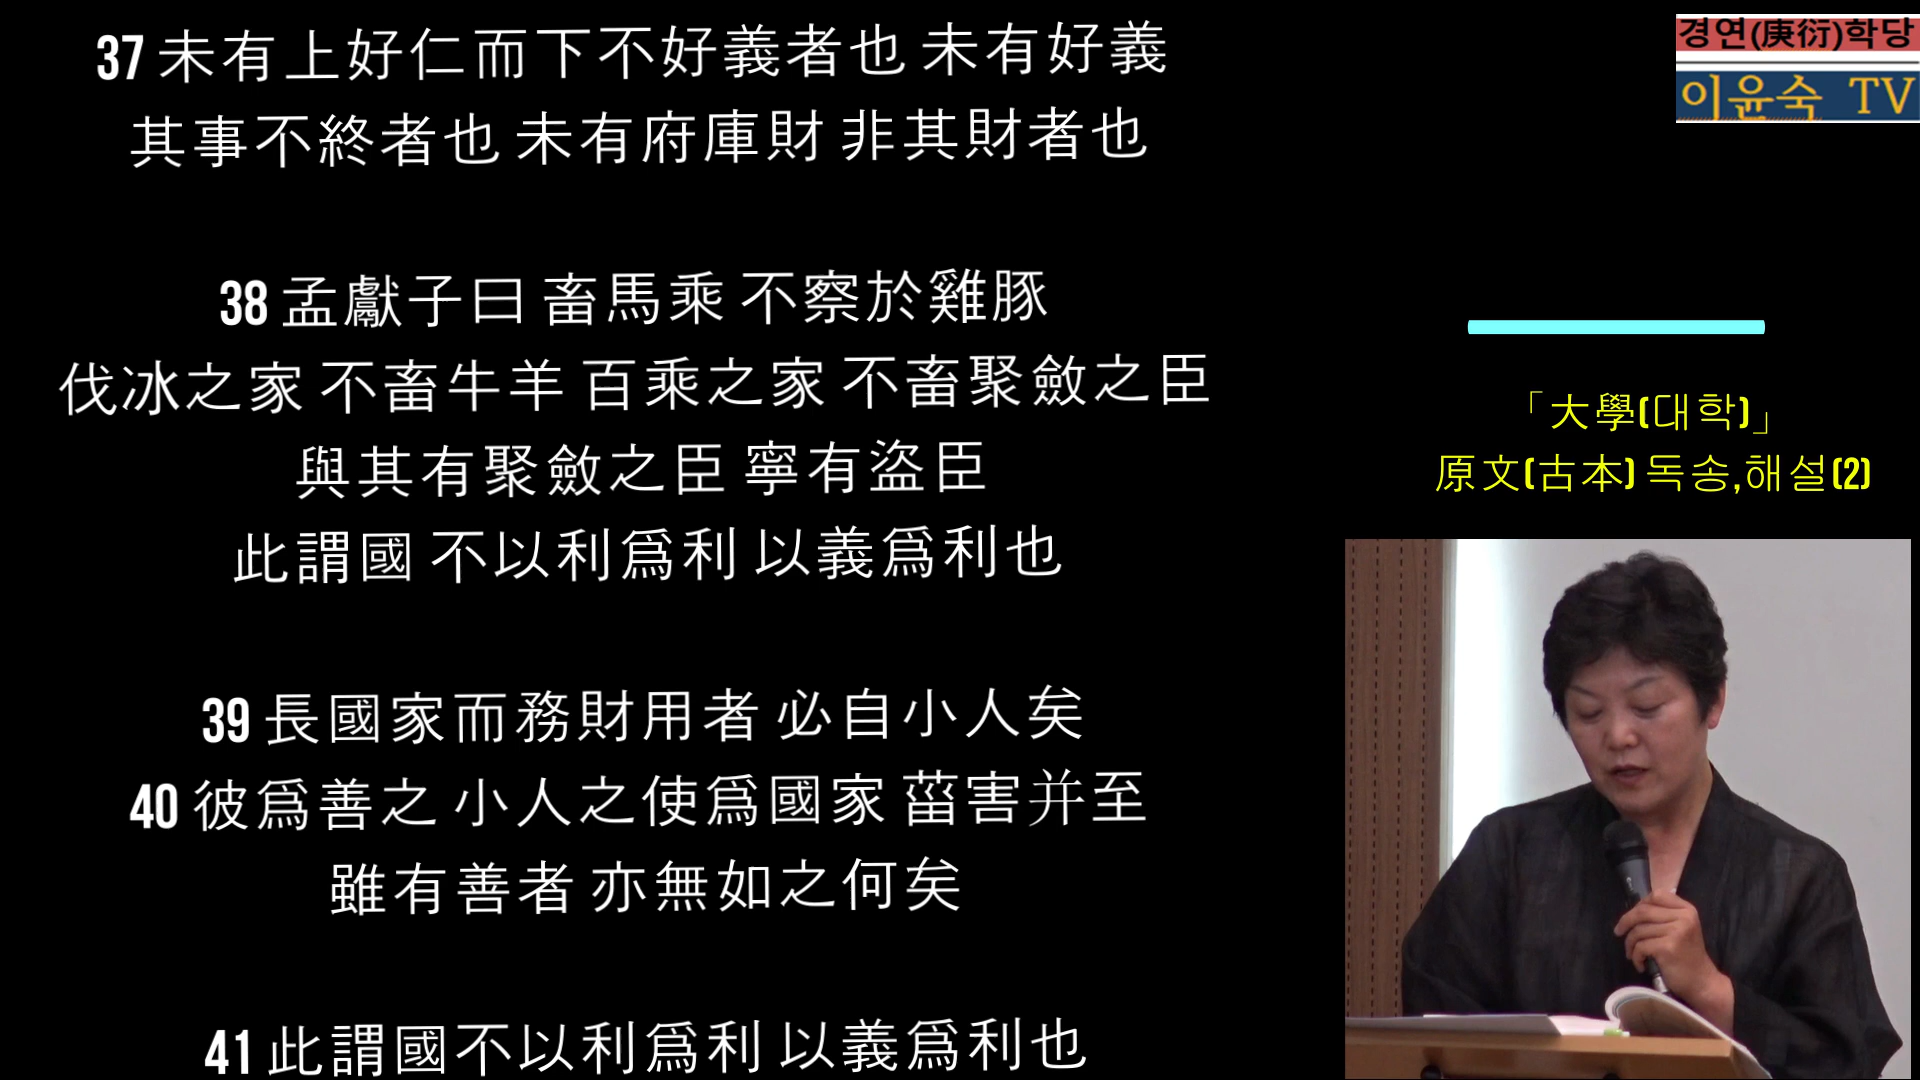 37 未有上好仁而下不好義者也 未有好義
其事不終者也 未有府庫財 非其財者也
38 孟獻子曰 畜馬乘 不察於雞豚
伐冰之家 不畜牛羊 百乘之家 不畜聚斂之臣
與其有聚斂之臣 寧有盜臣
此謂國 不以利爲利 以義爲利也
39 長國家而務財用者 必自小人矣
40 彼爲善之 小人之使爲國家 菑害并至
雖有善者 亦無如之何矣
41 此謂國不以利爲利 以義爲利也
경연(庚衍)학당
이윤숙 TV
「大學(대학)」
原文(古本) 독송,해설(2)